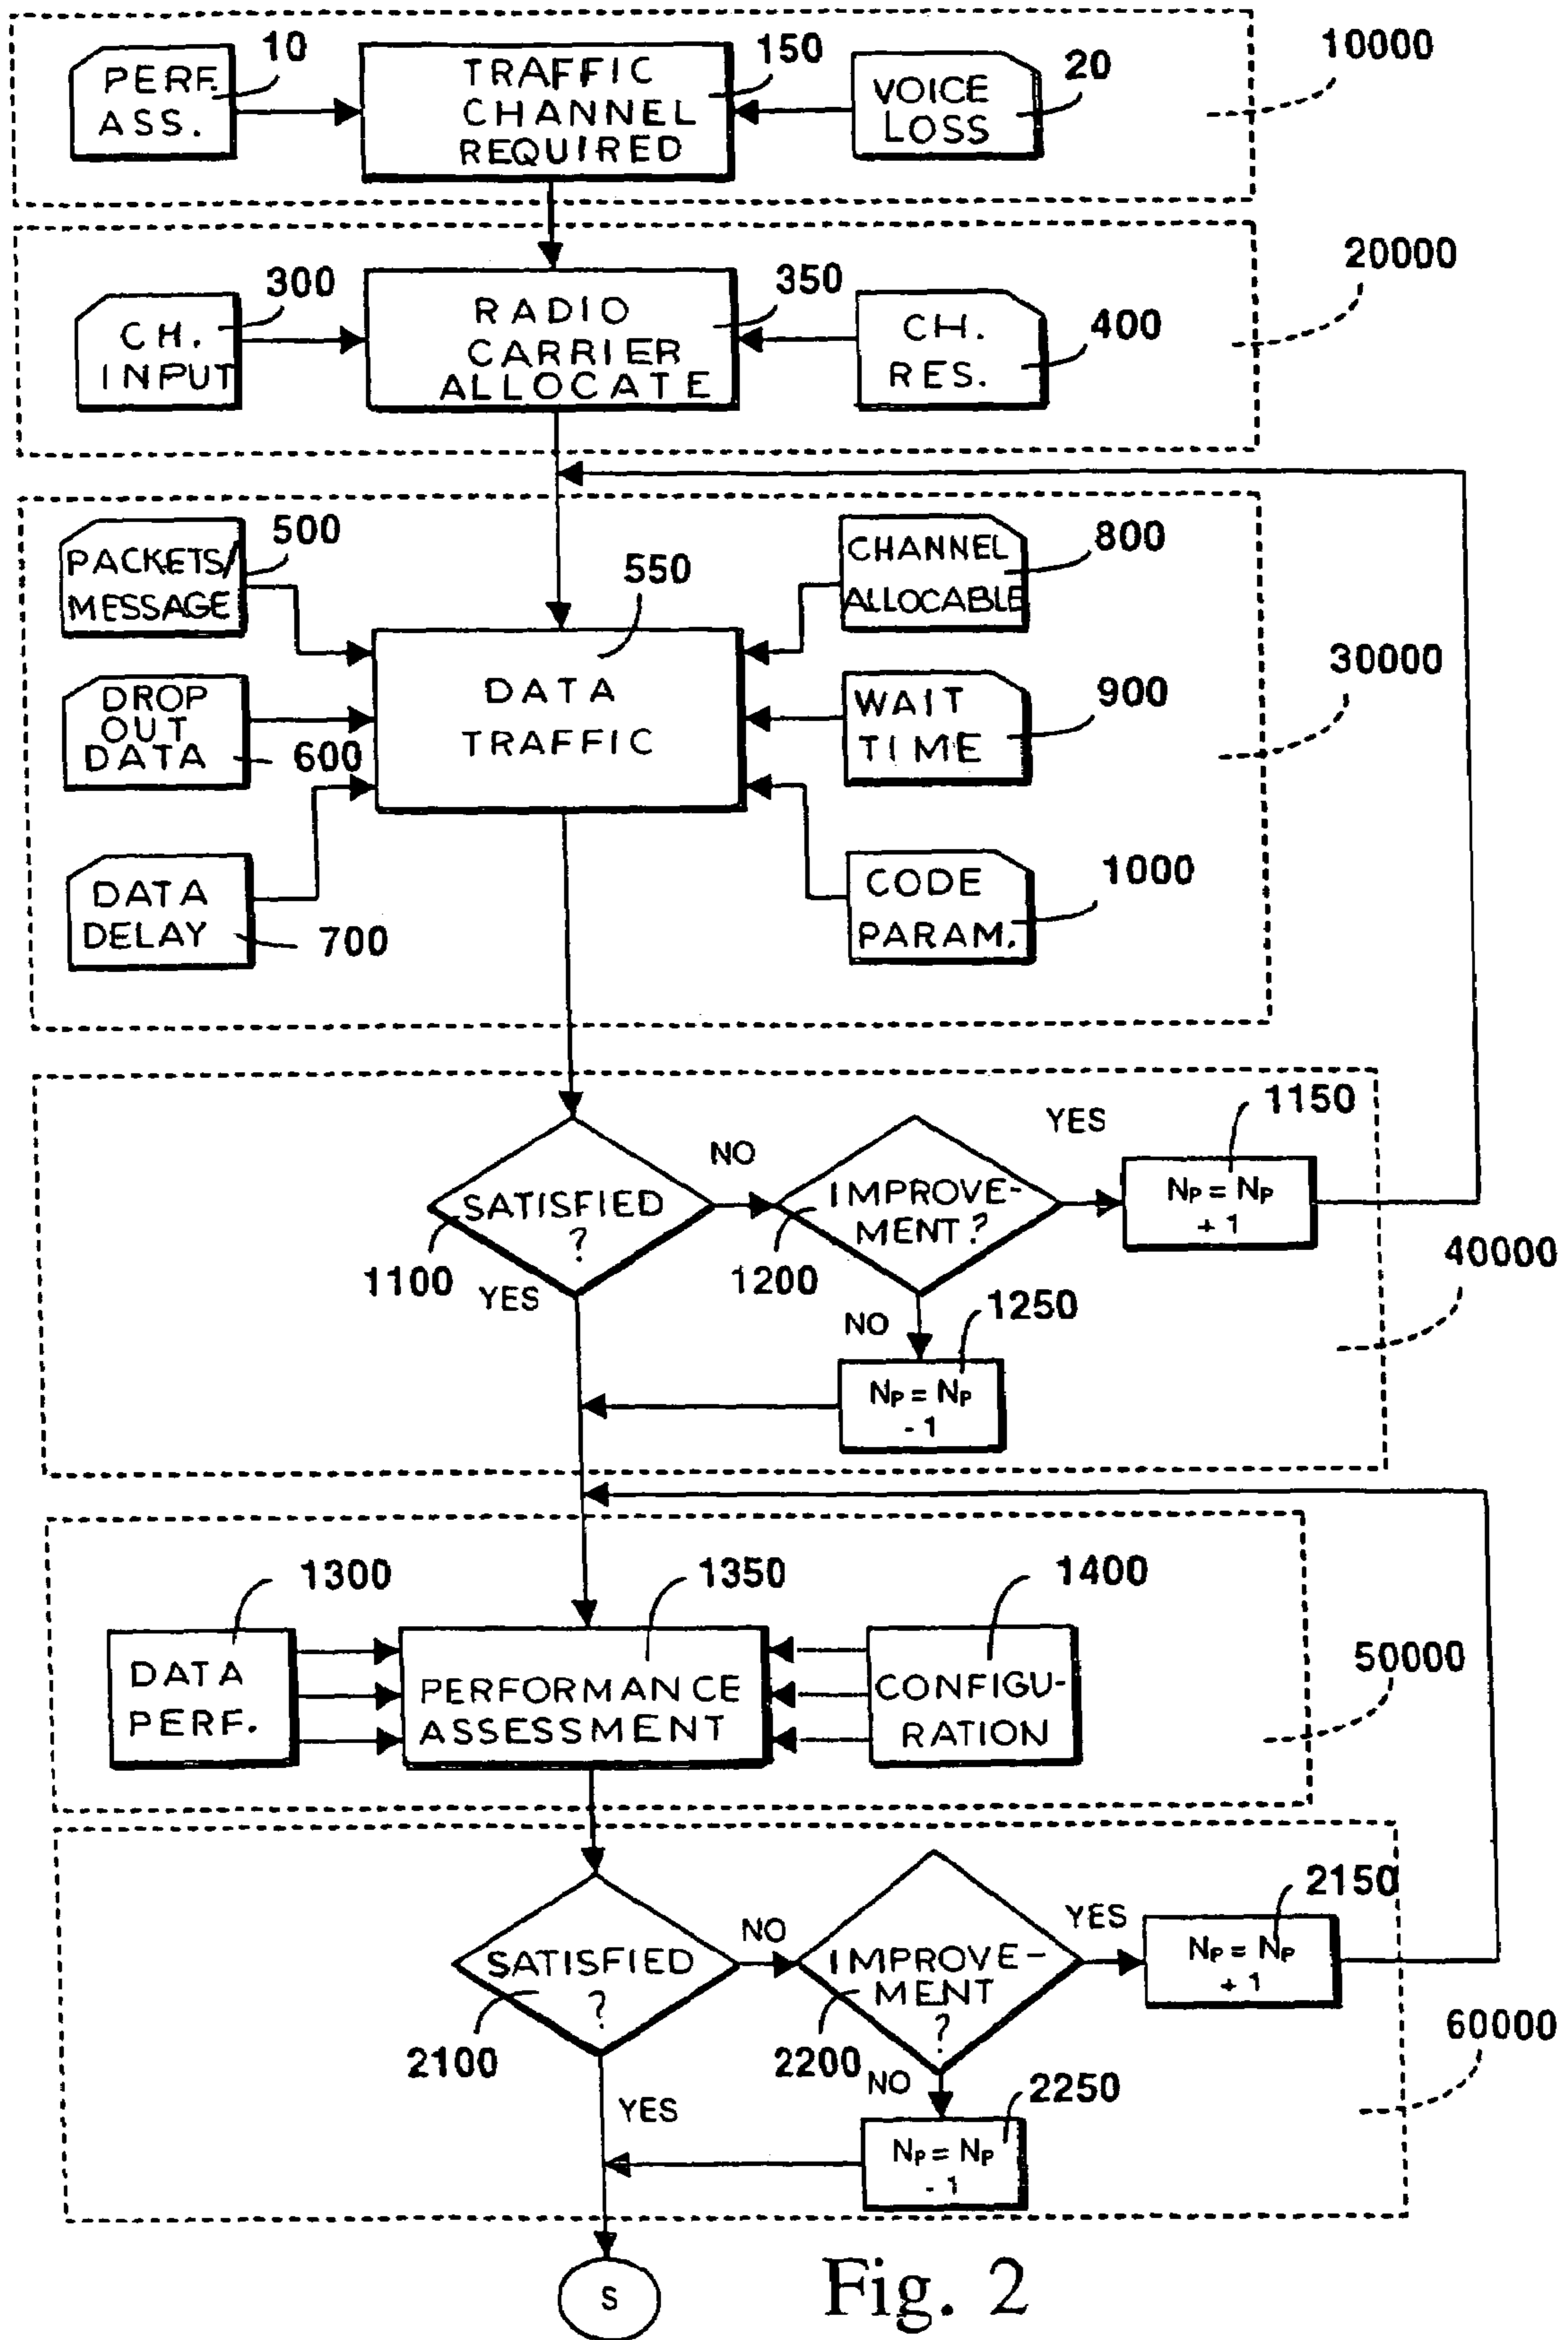 PERF.
ASS.
10
TRAFFIC
CHANNEL
REQUIRED
150
VOICE
LOSS
20
10000
CH.
INPUT
300
RADIO
CARRIER
ALLOCATE
350
CH.
RES.
400
20000
PACKETS/
MESSAGE
500
DROP
OUT
DATA
600
DATA
DELAY
700
DATA
TRAFFIC
550
CHANNEL
ALLOCABLE
800
WAIT
TIME
900
CODE
PARAM.
1000
30000
SATISFIED
?
1100
YES
NO
IMPROVE-
MENT?
1200
YES
NP = NP
+ 1
1150
NO
NP = NP
- 1
1250
40000
DATA
PERF.
1300
PERFORMANCE
ASSESSMENT
1350
CONFIGU-
RATION
1400
50000
SATISFIED
?
2100
YES
NO
IMPROVE-
MENT
?
2200
YES
NP = NP
+ 1
2150
NO
NP = NP
- 1
2250
60000
S
Fig. 2